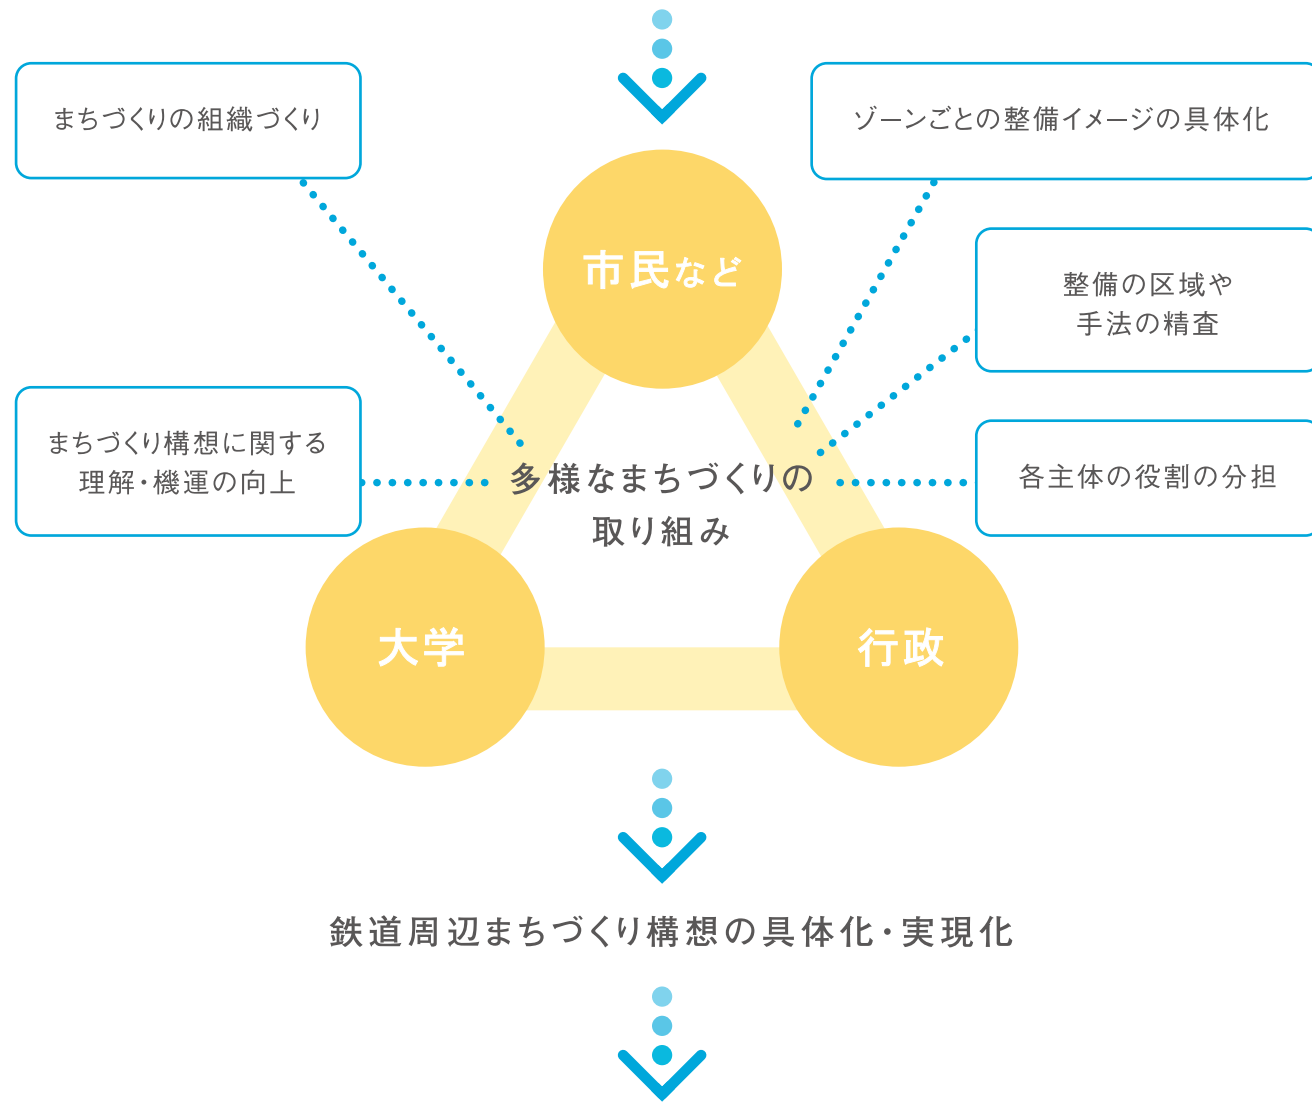 まちづくりの組織づくり
ゾーンごとの整備イメージの具体化
市民など
整備の区域や
手法の精査
まちづくり構想に関する
理解・機運の向上
多様なまちづくりの
取り組み
各主体の役割の分担
大学
行政
鉄道周辺まちづくり構想の具体化・実現化